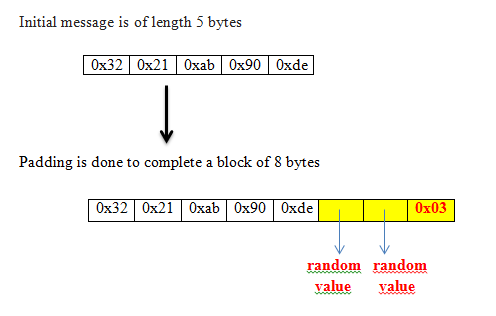 Initial message is of length 5 bytes
0x32 0x21 0xab 0x90 0xde
Padding is done to complete a block of 8 bytes
0x32 0x21 0xab 0x90 0xde 0x03
random random
value value